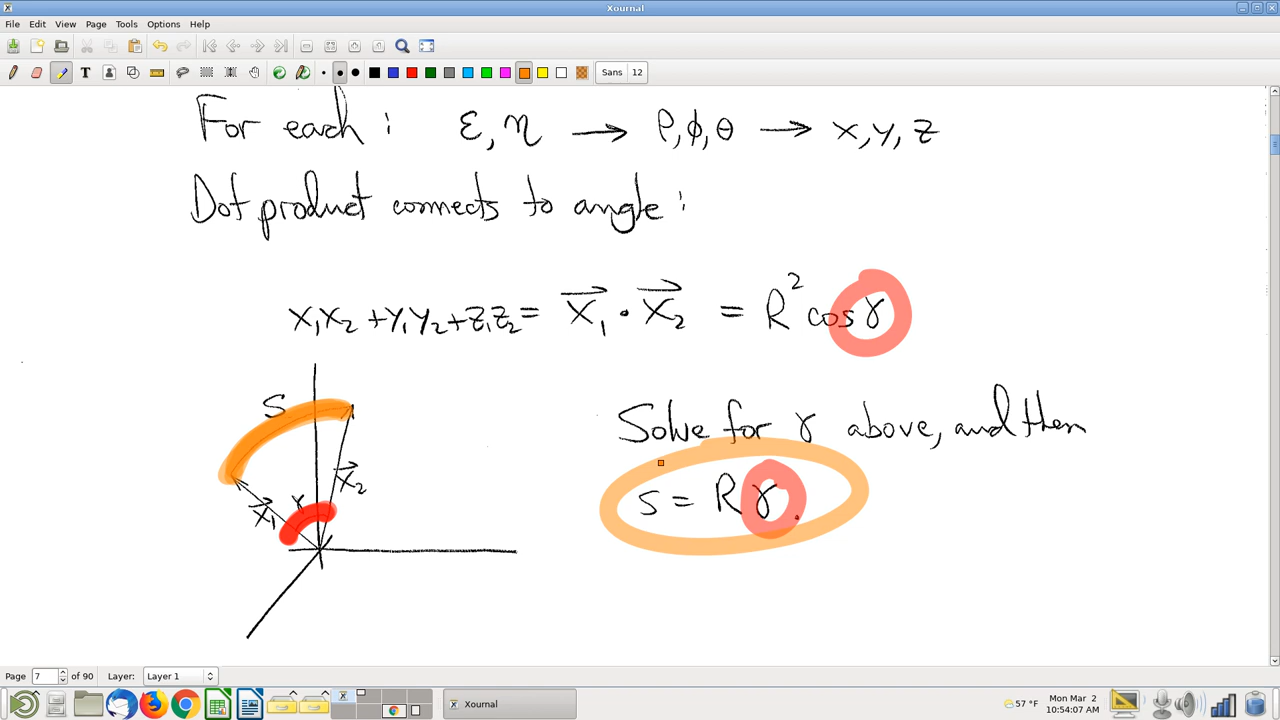 Xournal
File Edit View Page Tools Options Help
Sans 12
For each : ε, η → ρ, ϕ, θ → x, y, z
Dot product connects to angle :
x₁x₂ + y₁y₂ + z₁z₂ = X⃗₁ · X⃗₂ = R² cos γ
S
X⃗₁
γ
X⃗₂
Solve for γ above, and then
s = Rγ.
Page 7 of 90 Layer: Layer 1
Xournal
57 °F
Mon Mar 2
10:54:07 AM